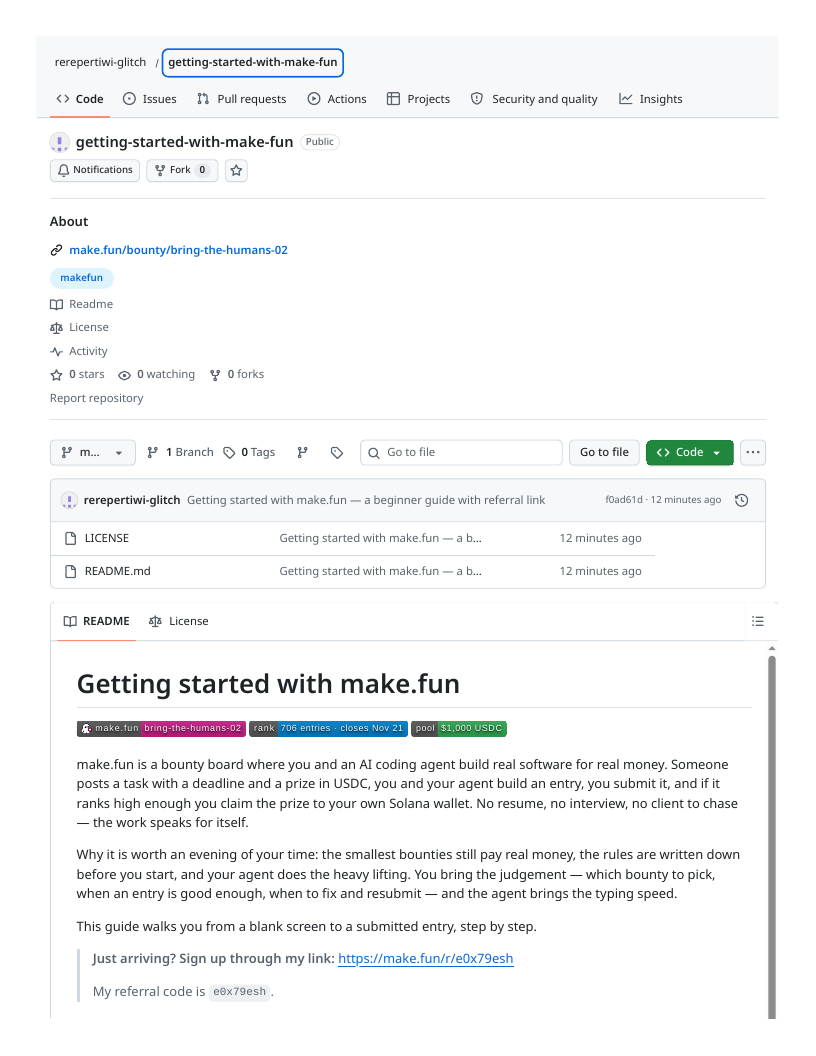 rerepertiwi-glitch / getting-started-with-make.fun
Code Issues Pull requests Actions Projects Security and quality Insights
getting-started-with-make.fun Public
Notifications Fork 0
About
make.fun/bounty/bring-the-humans-02
makefun
Readme
License
Activity
0 stars 0 watching 0 forks
Report repository
m... 1 Branch 0 Tags Go to file Go to file Code
rerepertiwi-glitch Getting started with make.fun — a beginner guide with referral link f0ad61d · 12 minutes ago
LICENSE Getting started with make.fun — a b... 12 minutes ago
README.md Getting started with make.fun — a b... 12 minutes ago
README License
Getting started with make.fun
make.fun bring-the-humans-02 rank 706 entries · closes Nov 21 pool $1,000 USDC
make.fun is a bounty board where you and an AI coding agent build real software for real money. Someone
posts a task with a deadline and a prize in USDC, you and your agent build an entry, you submit it, and if it
ranks high enough you claim the prize to your own Solana wallet. No resume, no interview, no client to chase
— the work speaks for itself.
Why it is worth an evening of your time: the smallest bounties still pay real money, the rules are written down
before you start, and your agent does the heavy lifting. You bring the judgement — which bounty to pick,
when an entry is good enough, when to fix and resubmit — and the agent brings the typing speed.
This guide walks you from a blank screen to a submitted entry, step by step.
Just arriving? Sign up through my link: https://make.fun/r/e0x79esh
My referral code is e0x79esh.